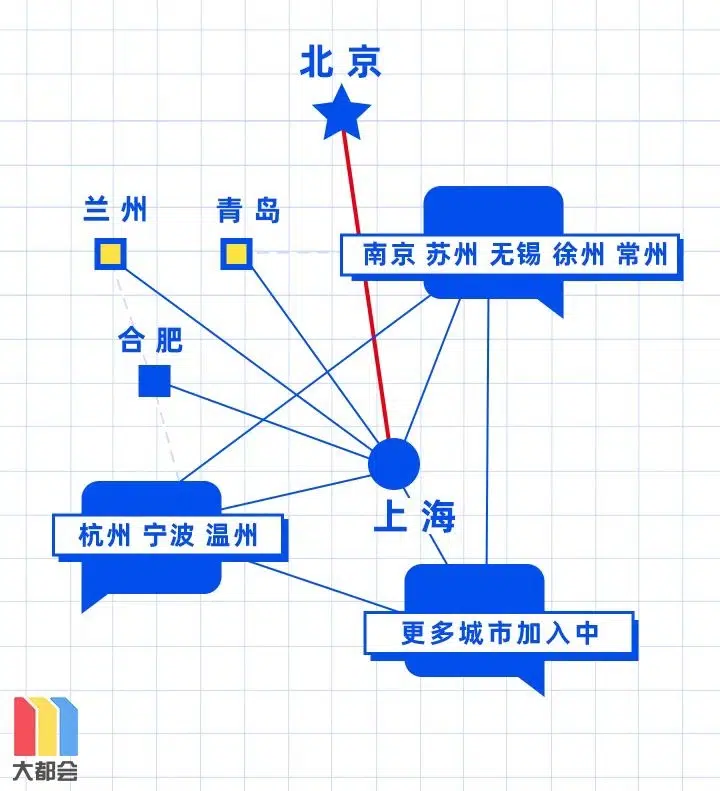 北京
兰州
青岛
南京 苏州 无锡 徐州 常州
合肥
上海
杭州 宁波 温州
更多城市加入中
大都会